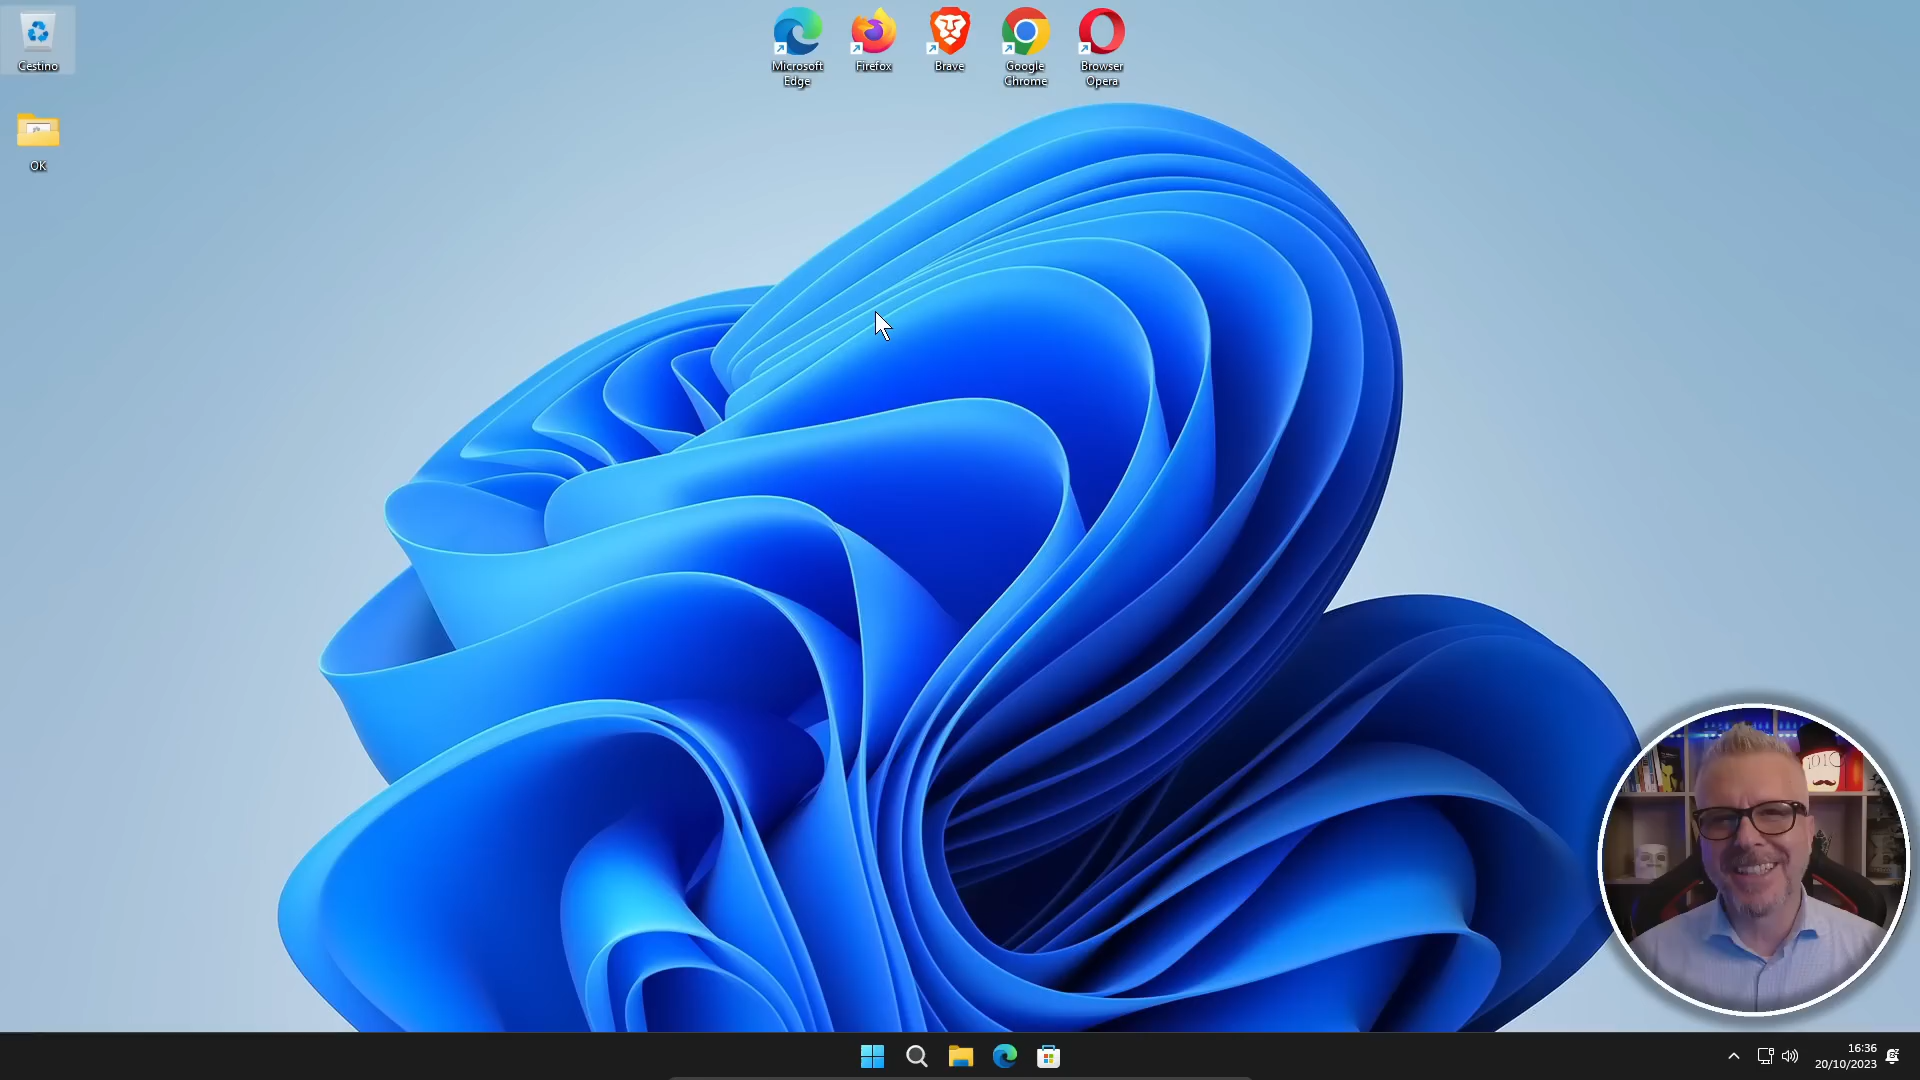 Cestino
OK
Microsoft
Edge
Firefox
Brave
Google
Chrome
Browser
Opera
16:36
20/10/2023